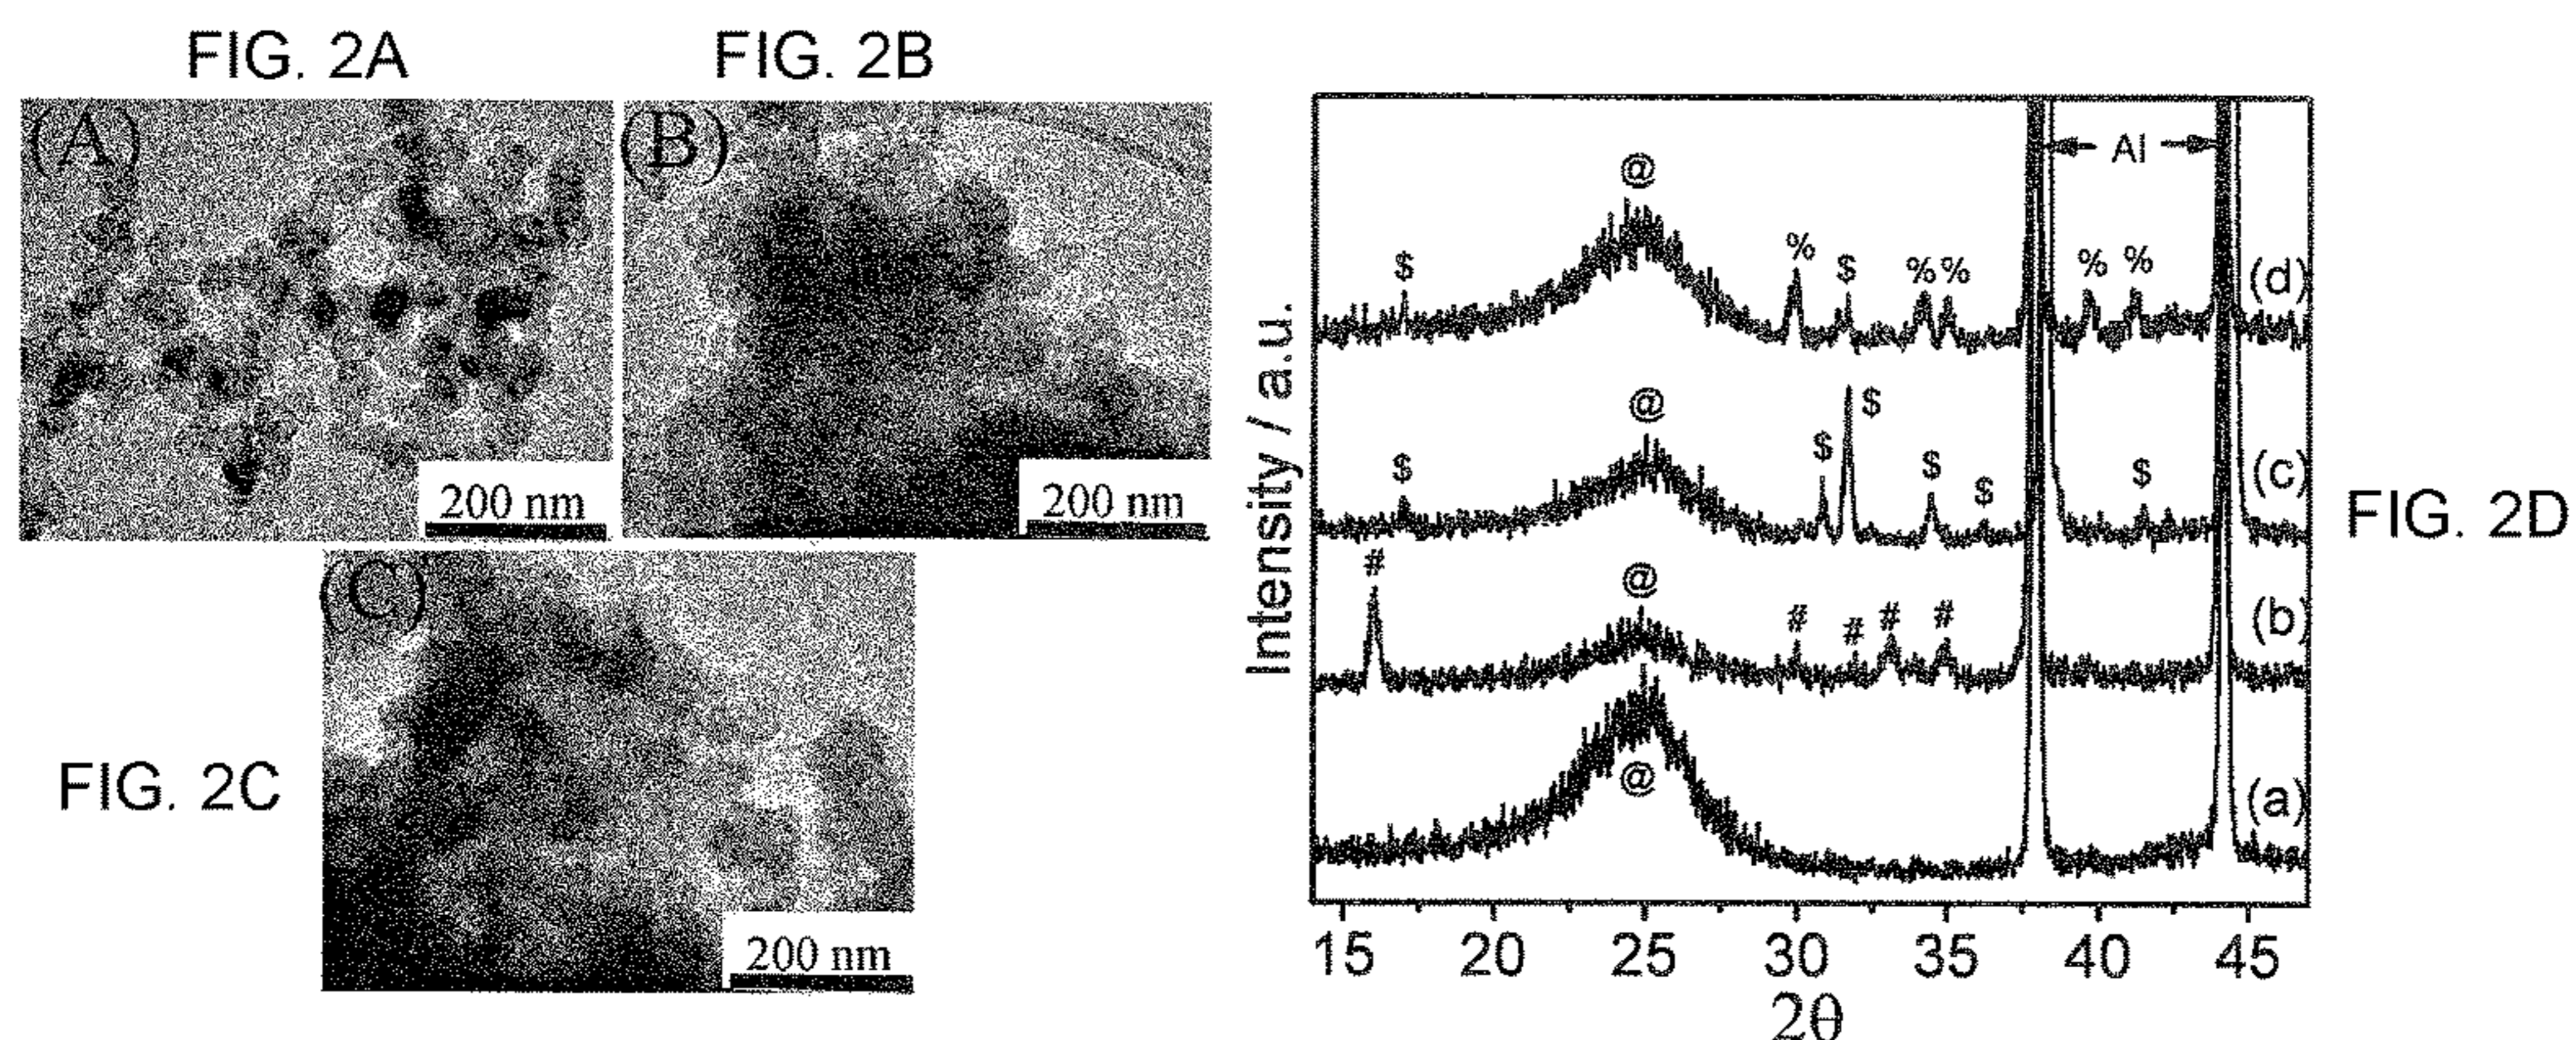 FIG. 2A
FIG. 2B
(A)
(B)
200 nm
200 nm
(C)
FIG. 2C
200 nm
Intensity / a.u.
Al
@
$
%
$
%
%
%
%
(d)
@
$
$
$
$
$
$
(c)
FIG. 2D
#
@
#
#
#
#
(b)
@
(a)
15 20 25 30 35 40 45
2θ